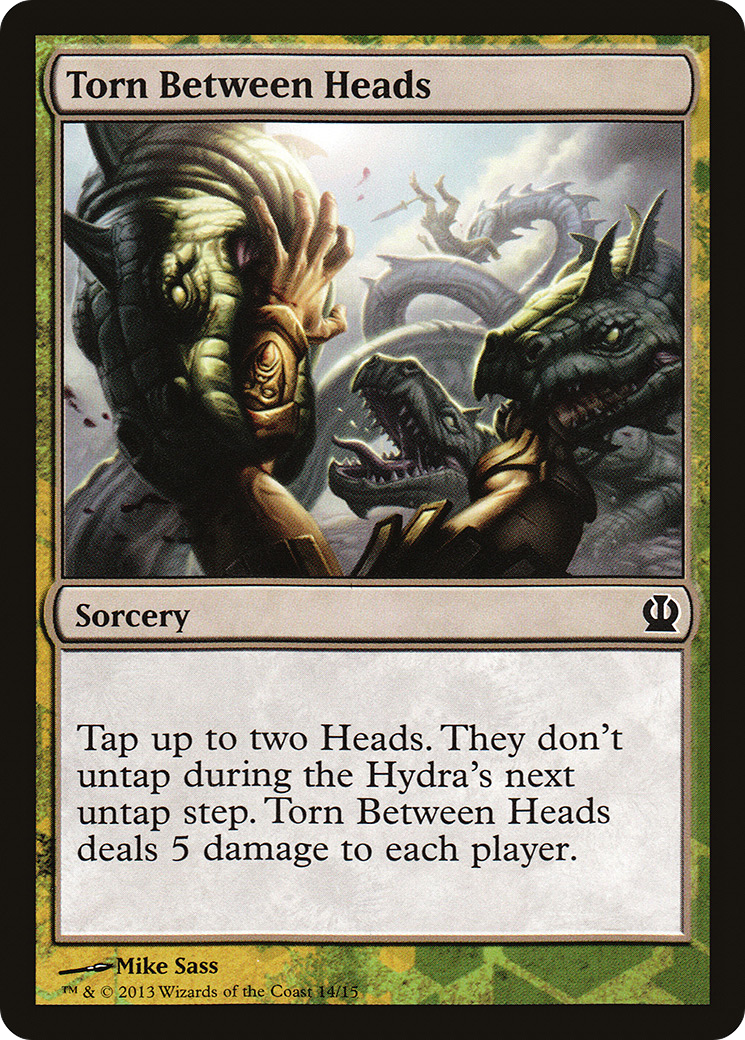 Torn Between Heads
Sorcery
Tap up to two Heads. They don't
untap during the Hydra's next
untap step. Torn Between Heads
deals 5 damage to each player.
Mike Sass
™ & © 2013 Wizards of the Coast 14/15